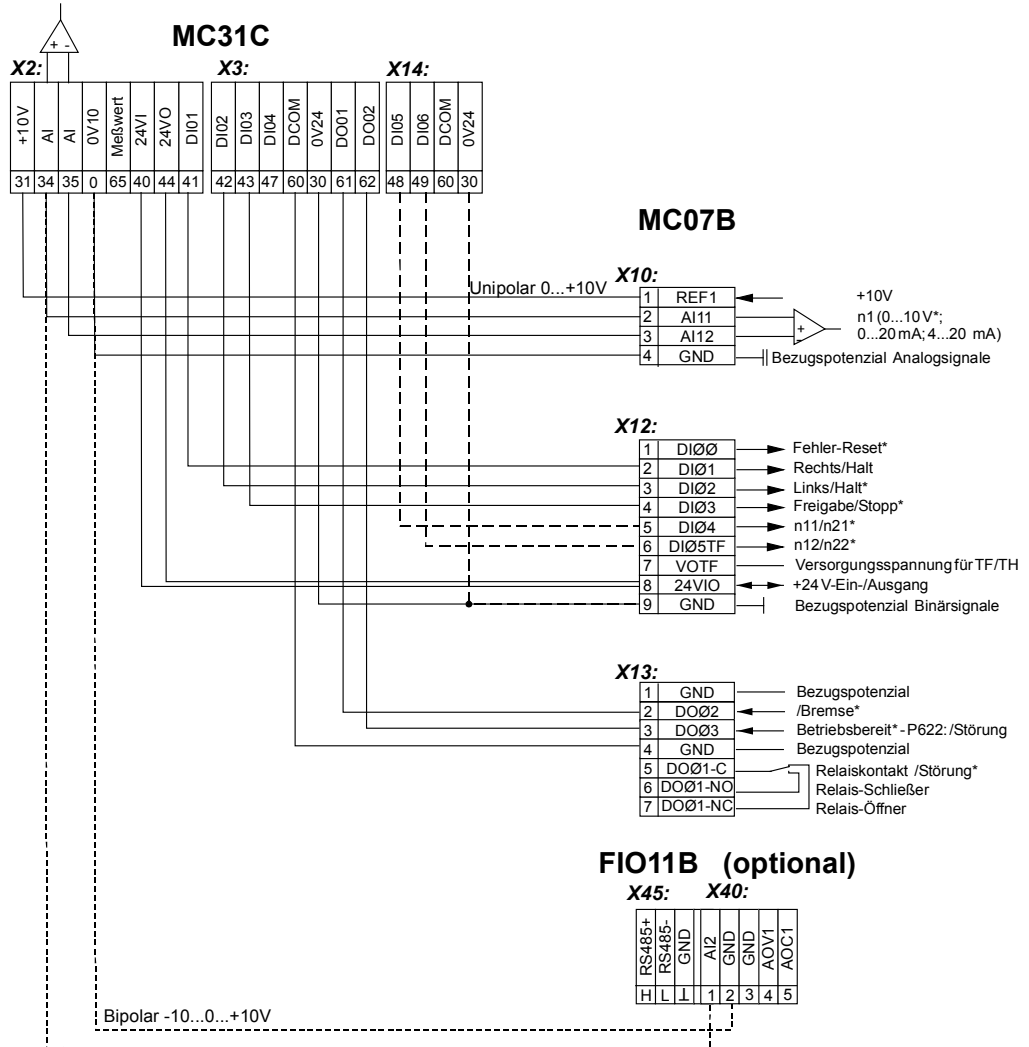 + -
MC31C
X2: X3: X14:
+10V AI AI 0V10 Meßwert 24VI 24VO DI01 DI02 DI03 DI04 DCOM 0V24 DO01 DO02 DI05 DI06 DCOM 0V24
31 34 35 0 65 40 44 41 42 43 47 60 30 61 62 48 49 60 30
MC07B
X10:
Unipolar 0...+10V
1 REF1 +10V
2 AI11 n1 (0...10 V*;
3 AI12 0...20 mA; 4...20 mA)
+
-
4 GND Bezugspotenzial Analogsignale
X12:
1 DIØØ Fehler-Reset*
2 DIØ1 Rechts/Halt
3 DIØ2 Links/Halt*
4 DIØ3 Freigabe/Stopp*
5 DIØ4 n11/n21*
6 DIØ5TF n12/n22*
7 VOTF Versorgungsspannung für TF/TH
8 24VIO +24 V-Ein-/Ausgang
9 GND Bezugspotenzial Binärsignale
X13:
1 GND Bezugspotenzial
2 DOØ2 /Bremse*
3 DOØ3 Betriebsbereit* - P622: /Störung
4 GND Bezugspotenzial
5 DOØ1-C Relaiskontakt /Störung*
6 DOØ1-NO Relais-Schließer
7 DOØ1-NC Relais-Öffner
FIO11B (optional)
X45: X40:
RS485+ RS485- GND AI2 GND GND AOV1 AOC1
H L ⊥ 1 2 3 4 5
Bipolar -10...0...+10V